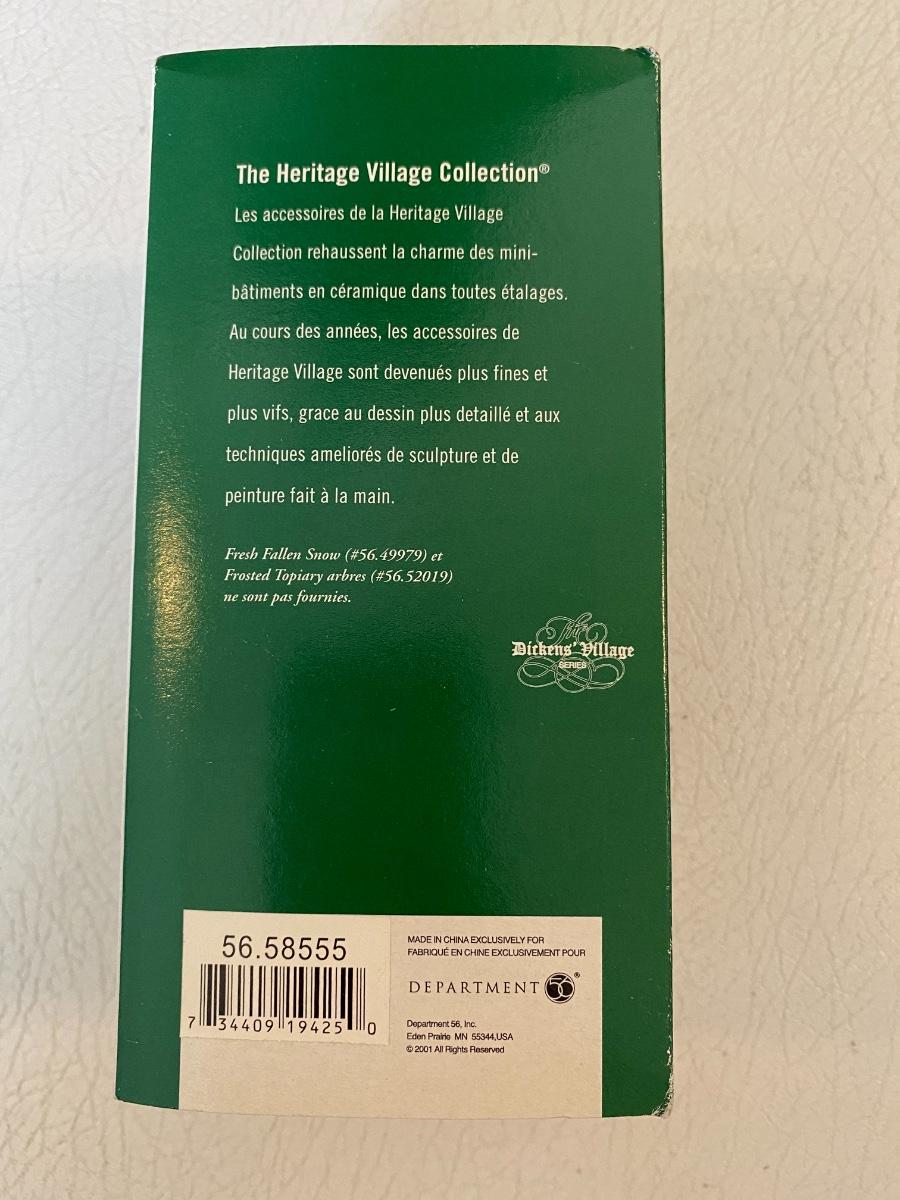 The Heritage Village Collection®
Les accessoires de la Heritage Village
Collection rehaussent la charme des mini-
bâtiments en céramique dans toutes étalages.
Au cours des années, les accessoires de
Heritage Village sont devenués plus fines et
plus vifs, grace au dessin plus detaillé et aux
techniques ameliorés de sculpture et de
peinture fait à la main.
Fresh Fallen Snow (#56.49979) et
Frosted Topiary arbres (#56.52019)
ne sont pas fournies.
The
Dickens' Village
SERIES
56.58555
7 34409 19425 0
MADE IN CHINA EXCLUSIVELY FOR
FABRIQUÉ EN CHINE EXCLUSIVEMENT POUR
DEPARTMENT 56®
Department 56, Inc.
Eden Prairie MN 55344,USA
© 2001 All Rights Reserved